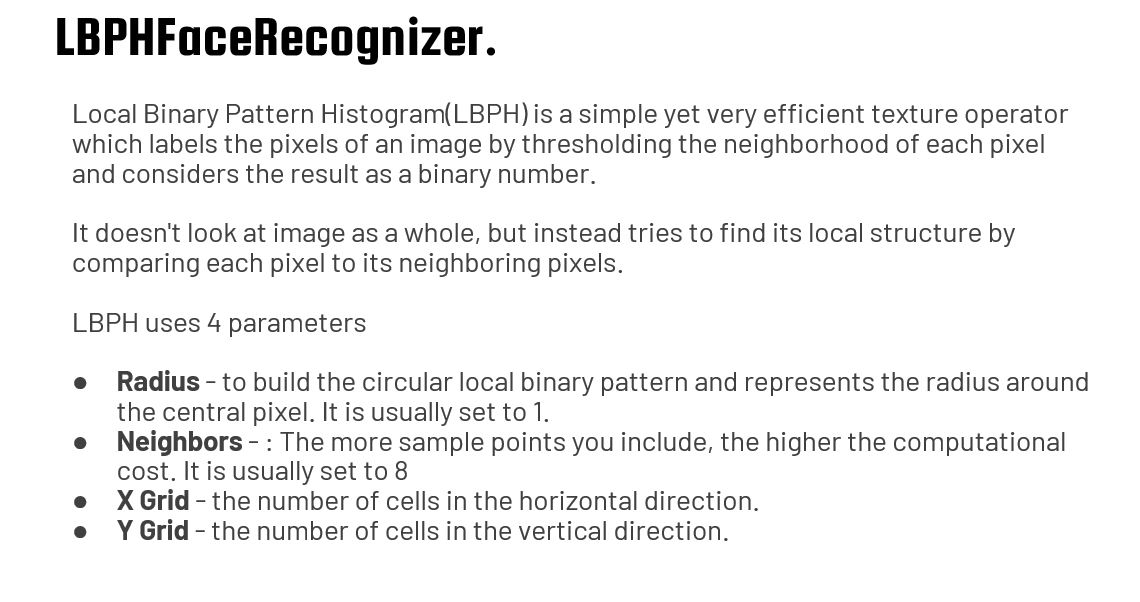 LBPHFaceRecognizer.
Local Binary Pattern Histogram(LBPH) is a simple yet very efficient texture operator
which labels the pixels of an image by thresholding the neighborhood of each pixel
and considers the result as a binary number.
It doesn't look at image as a whole, but instead tries to find its local structure by
comparing each pixel to its neighboring pixels.
LBPH uses 4 parameters
● Radius - to build the circular local binary pattern and represents the radius around
the central pixel. It is usually set to 1.
● Neighbors - : The more sample points you include, the higher the computational
cost. It is usually set to 8
● X Grid - the number of cells in the horizontal direction.
● Y Grid - the number of cells in the vertical direction.